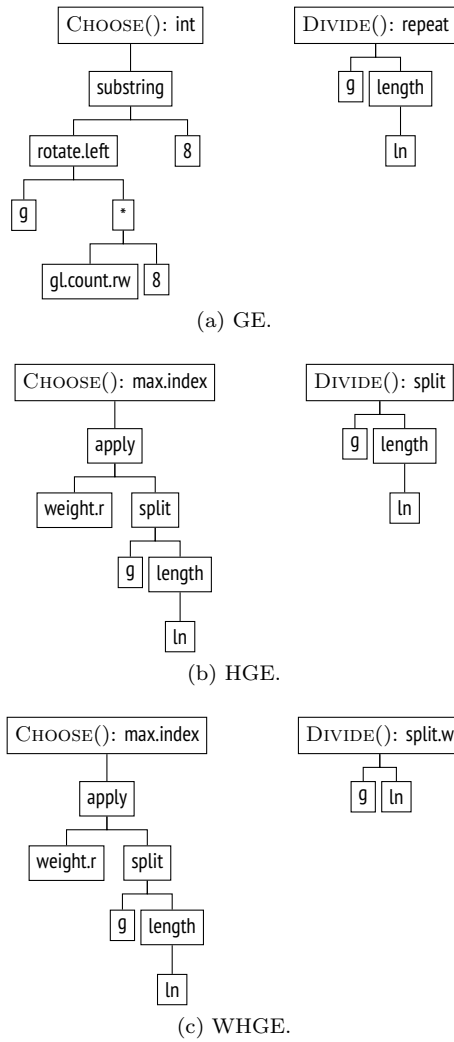 CHOOSE(): int DIVIDE(): repeat
substring g length
rotate.left 8 ln
g *
gl.count.rw 8
(a) GE.
CHOOSE(): max.index DIVIDE(): split
apply g length
weight.r split ln
g length
ln
(b) HGE.
CHOOSE(): max.index DIVIDE(): split.w
apply g ln
weight.r split
g length
ln
(c) WHGE.